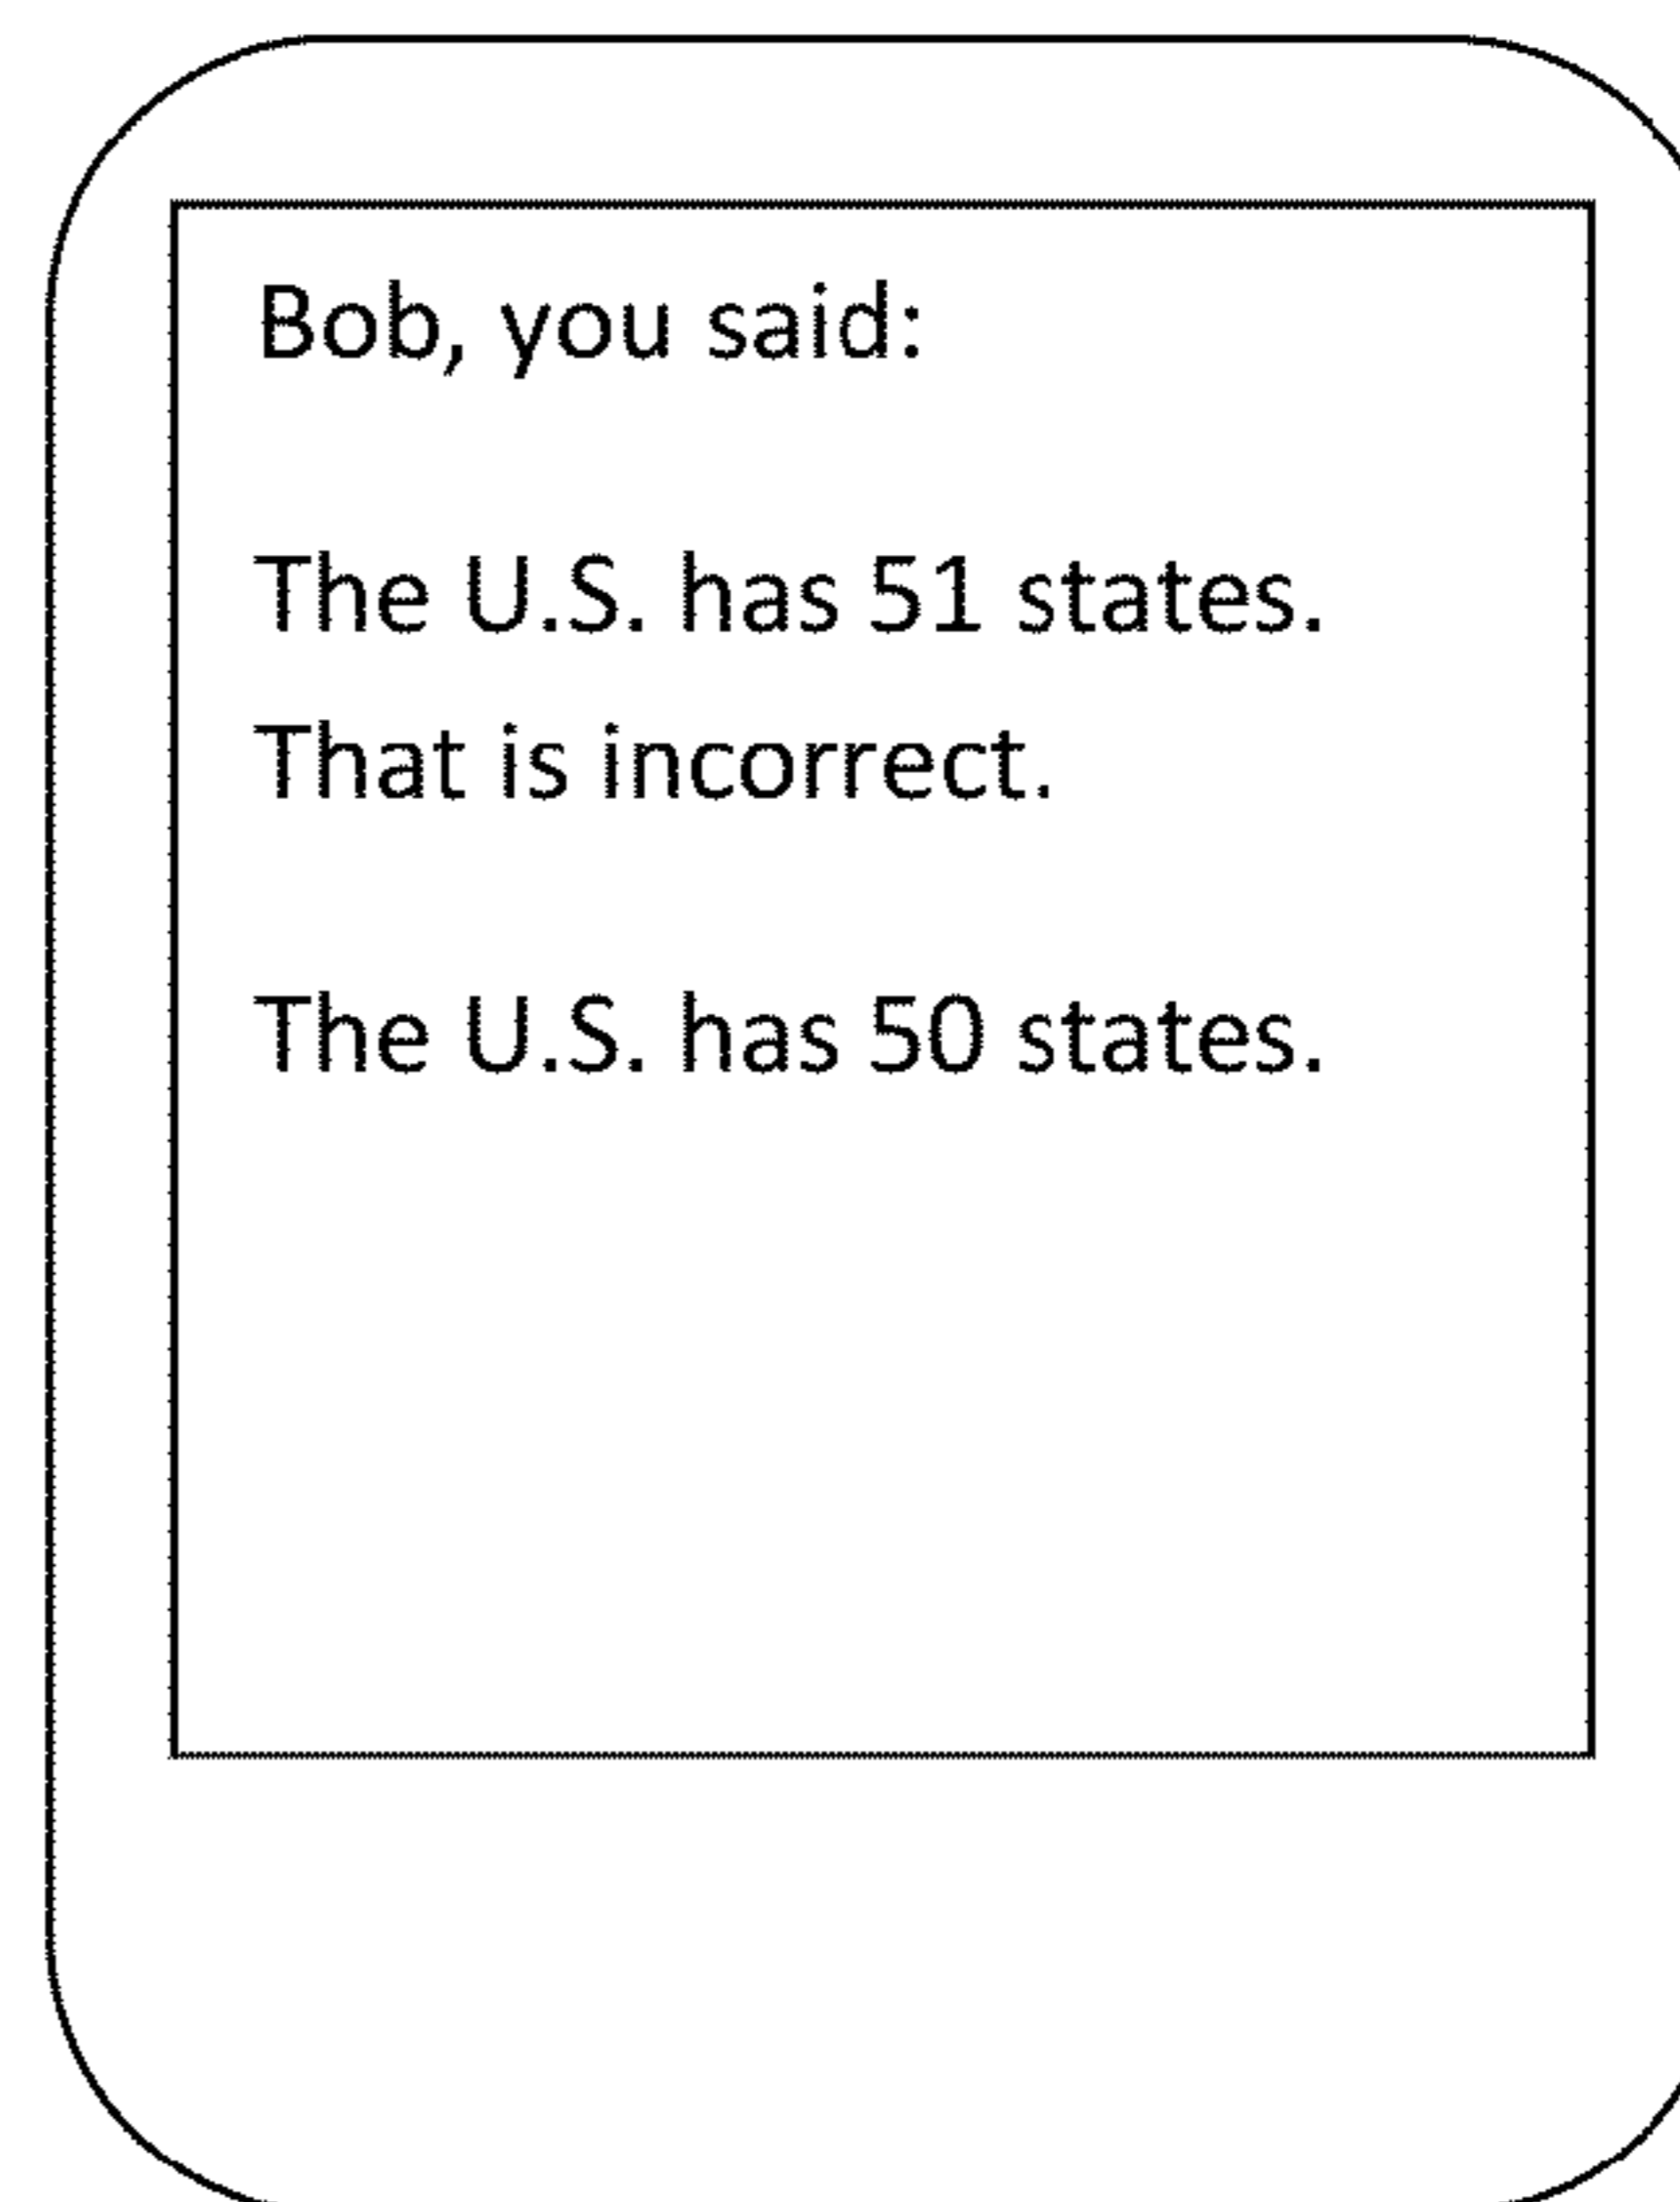 Bob, you said:
The U.S. has 51 states.
That is incorrect.
The U.S. has 50 states.